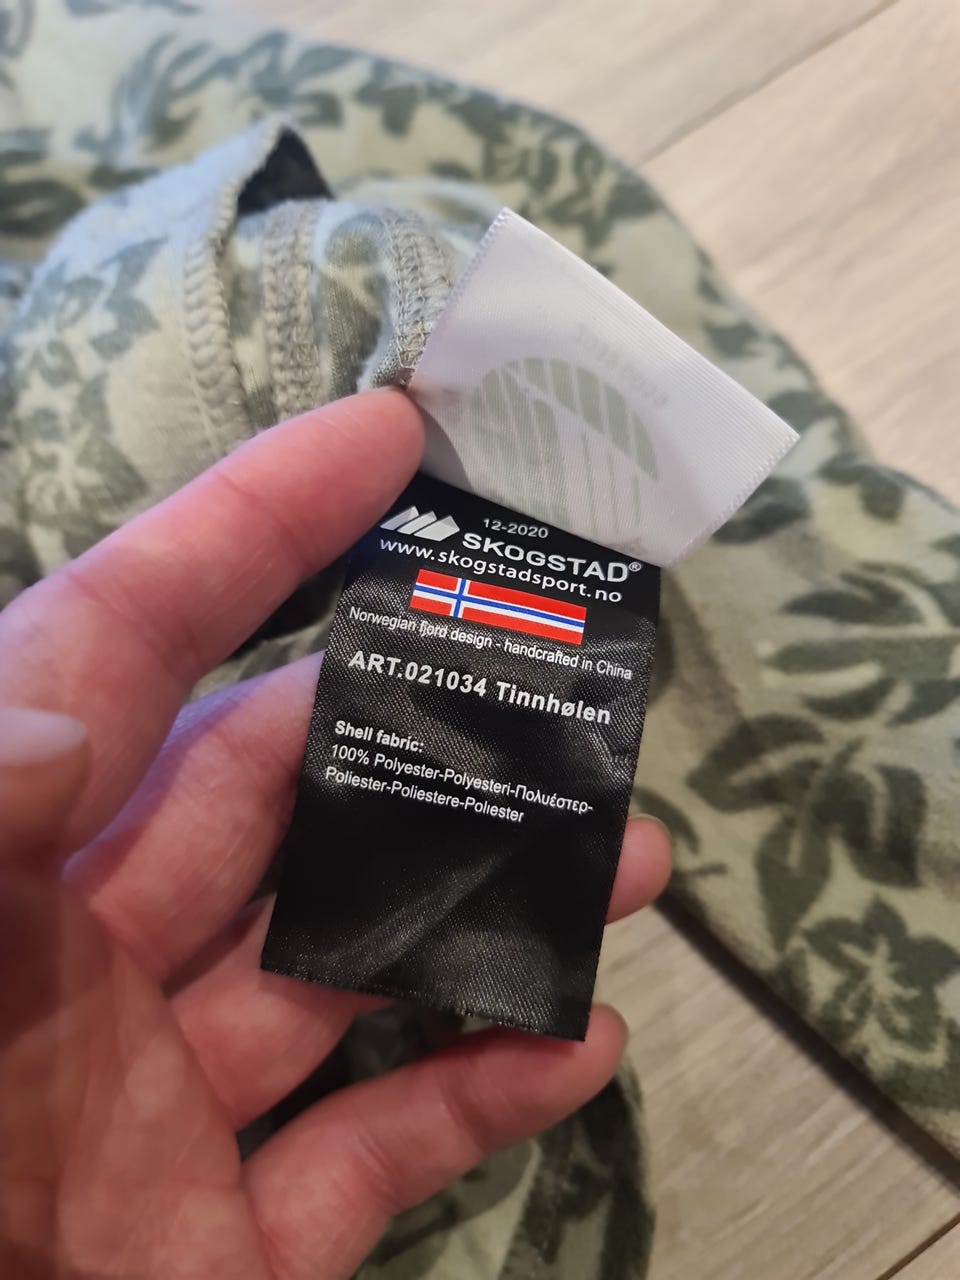 12-2020
SKOGSTAD®
www.skogstadsport.no
Norwegian fjord design - handcrafted in China
ART.021034 Tinnhølen
Shell fabric:
100% Polyester-Polyesteri-Πολυέστερ-
Poliester-Poliestere-Poliester